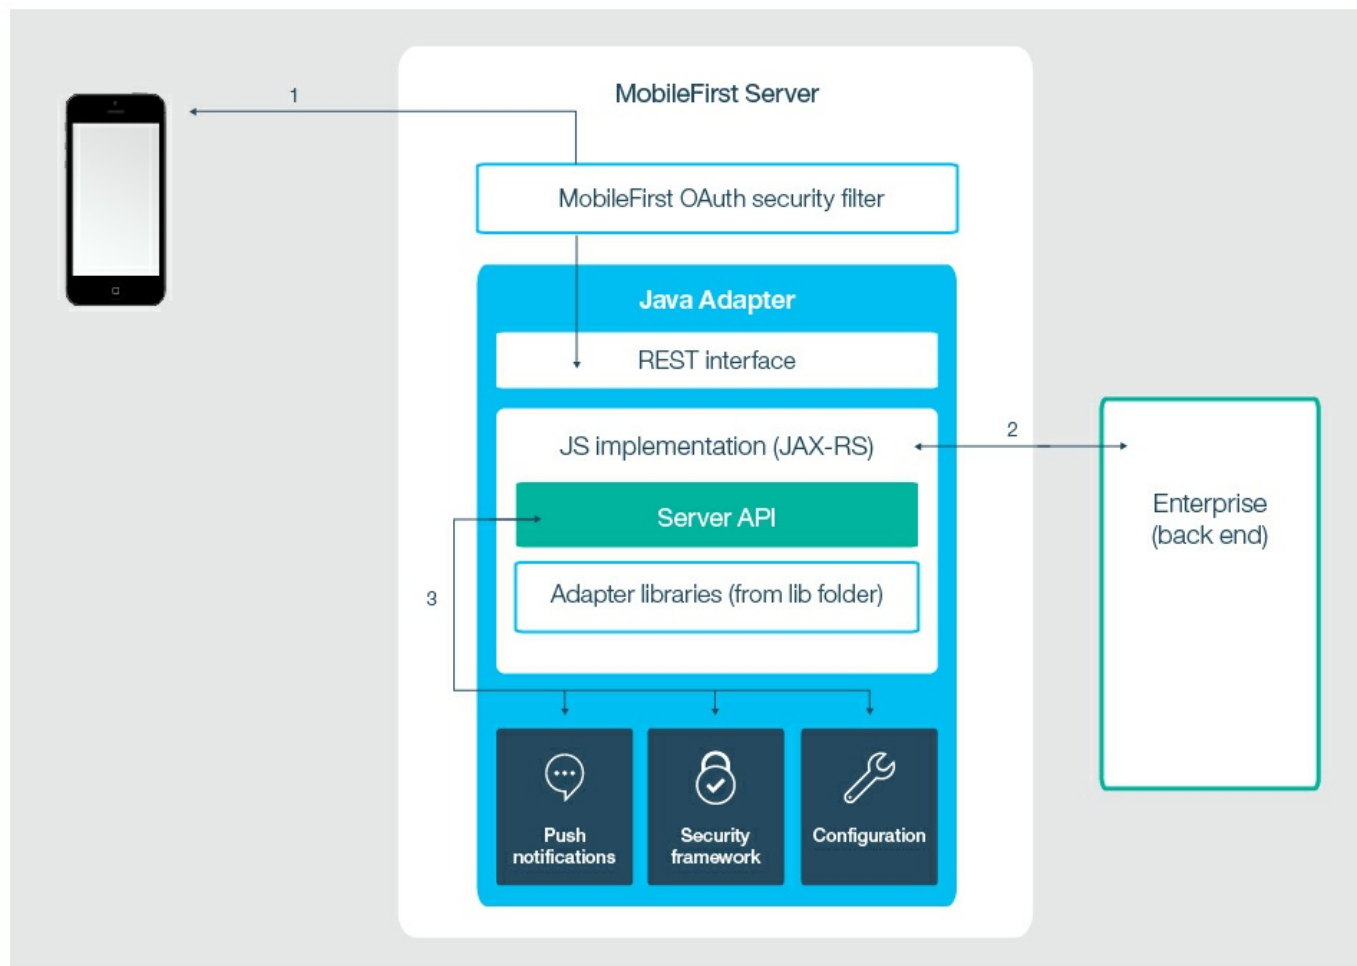 MobileFirst Server
1
MobileFirst OAuth security filter
Java Adapter
REST interface
JS implementation (JAX-RS)
2
Server API
Enterprise
(back end)
Adapter libraries (from lib folder)
3
Push
notifications
Security
framework
Configuration